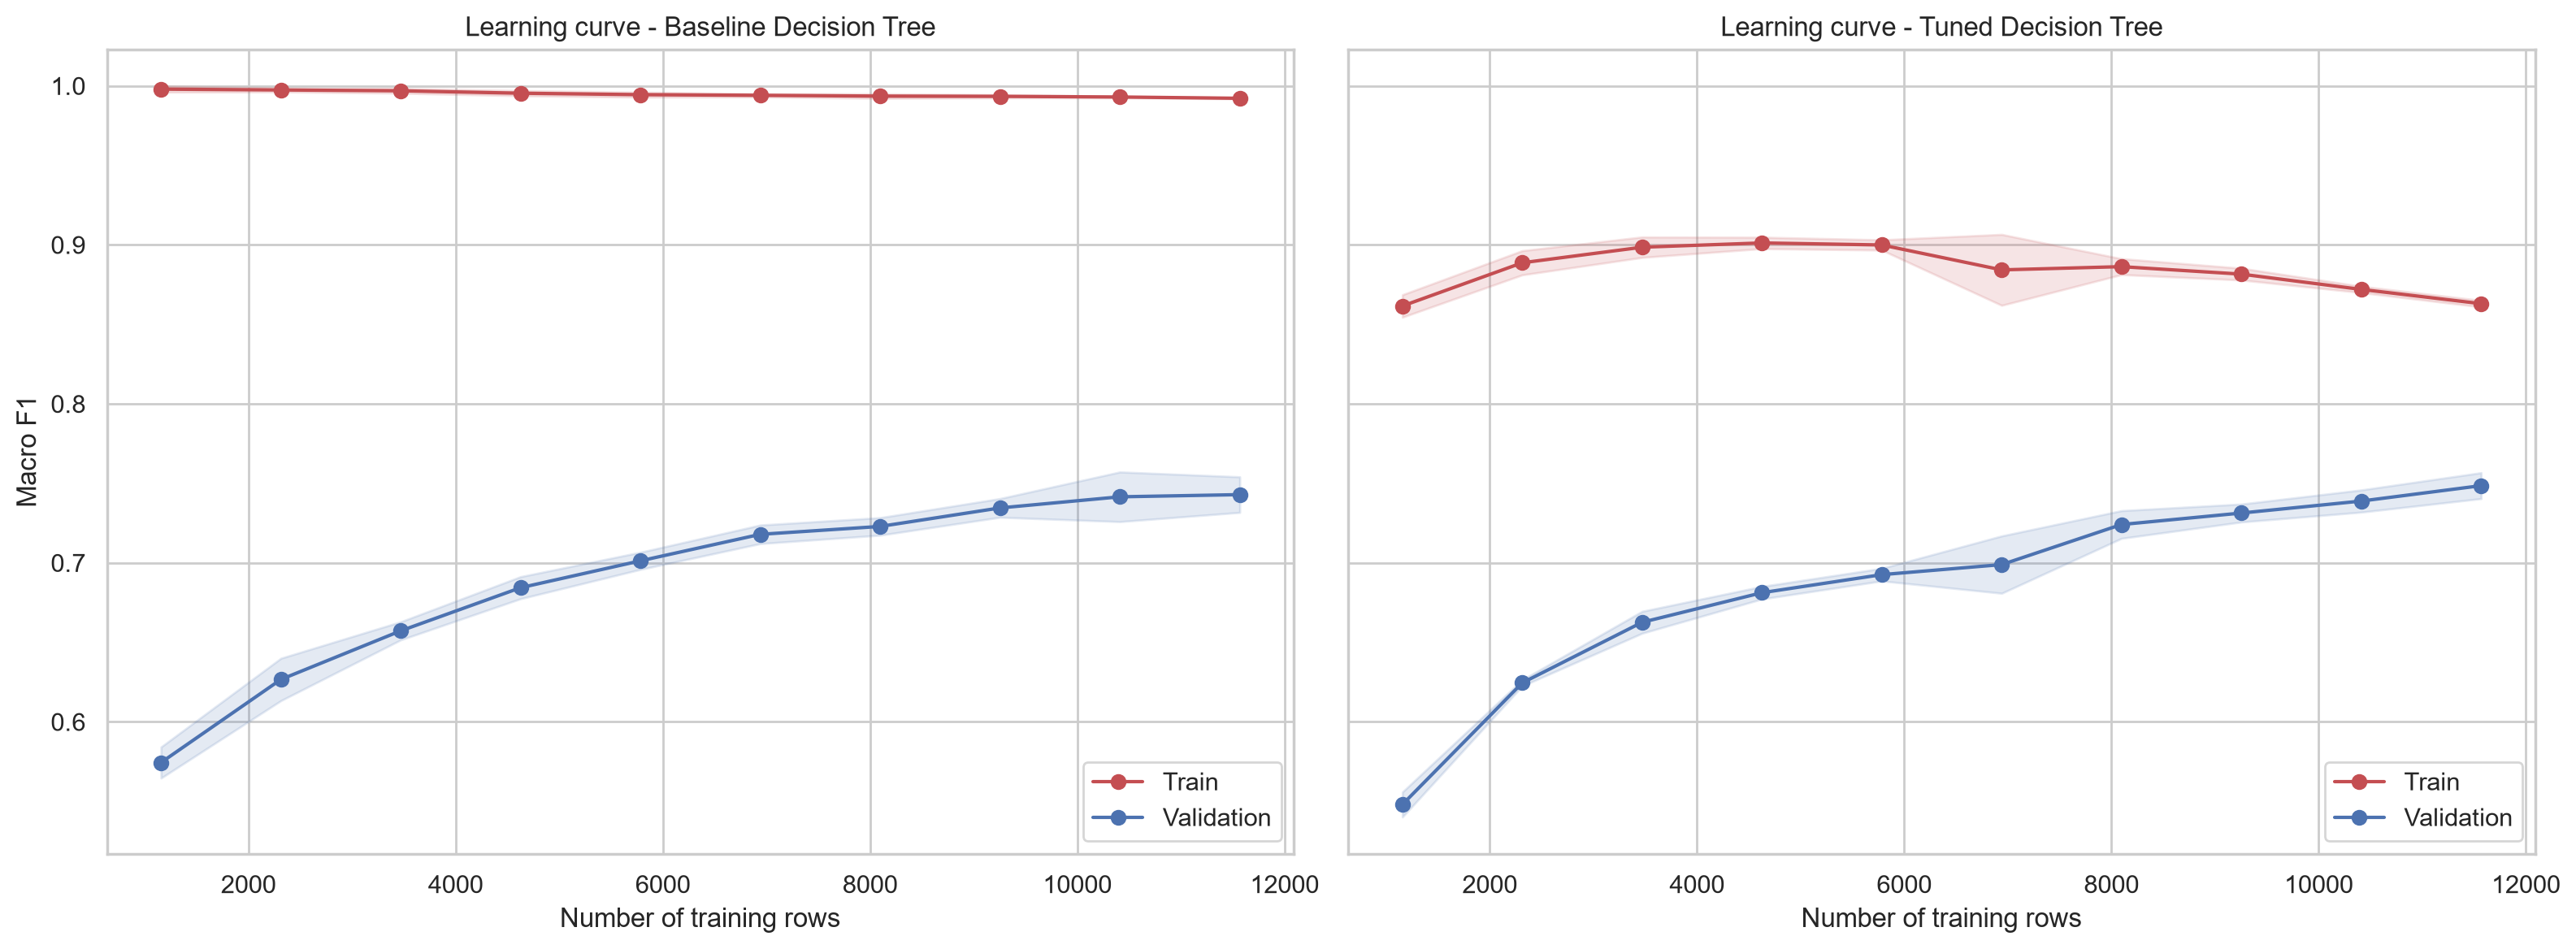 Learning curve - Baseline Decision Tree
Macro F1
1.0
0.9
0.8
0.7
0.6
2000 4000 6000 8000 10000 12000
Number of training rows
Train
Validation
Learning curve - Tuned Decision Tree
2000 4000 6000 8000 10000 12000
Number of training rows
Train
Validation